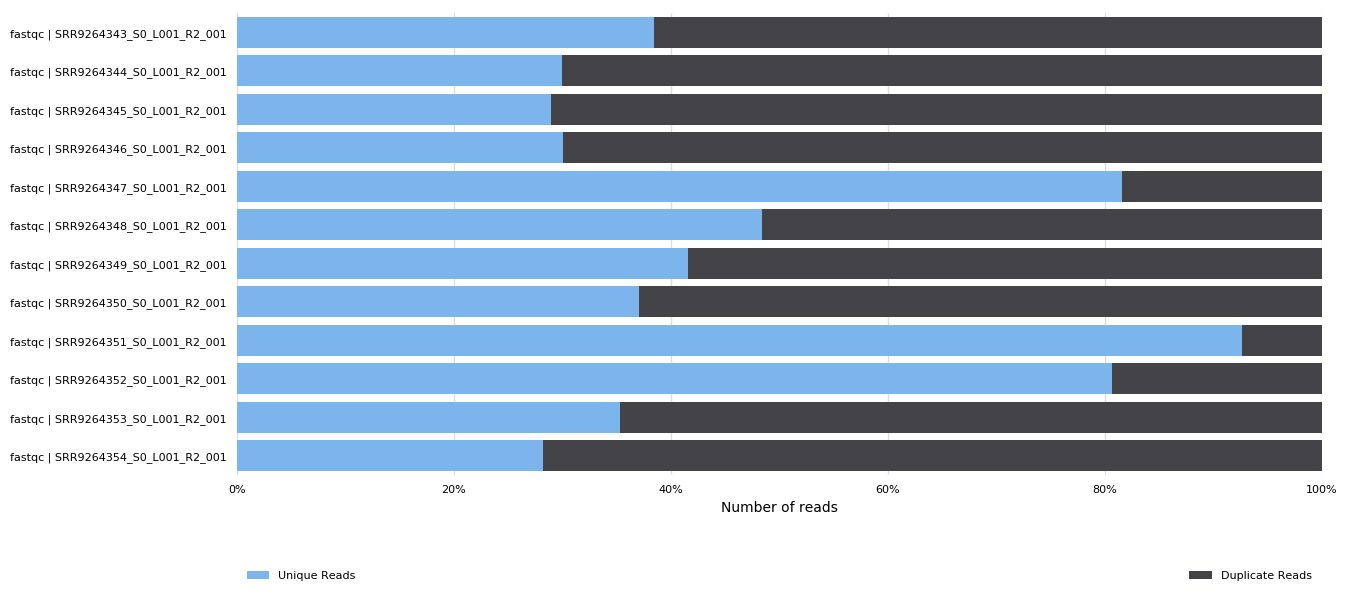 fastqc | SRR9264343_S0_L001_R2_001
fastqc | SRR9264344_S0_L001_R2_001
fastqc | SRR9264345_S0_L001_R2_001
fastqc | SRR9264346_S0_L001_R2_001
fastqc | SRR9264347_S0_L001_R2_001
fastqc | SRR9264348_S0_L001_R2_001
fastqc | SRR9264349_S0_L001_R2_001
fastqc | SRR9264350_S0_L001_R2_001
fastqc | SRR9264351_S0_L001_R2_001
fastqc | SRR9264352_S0_L001_R2_001
fastqc | SRR9264353_S0_L001_R2_001
fastqc | SRR9264354_S0_L001_R2_001
0% 20% 40% 60% 80% 100%
Number of reads
Unique Reads Duplicate Reads